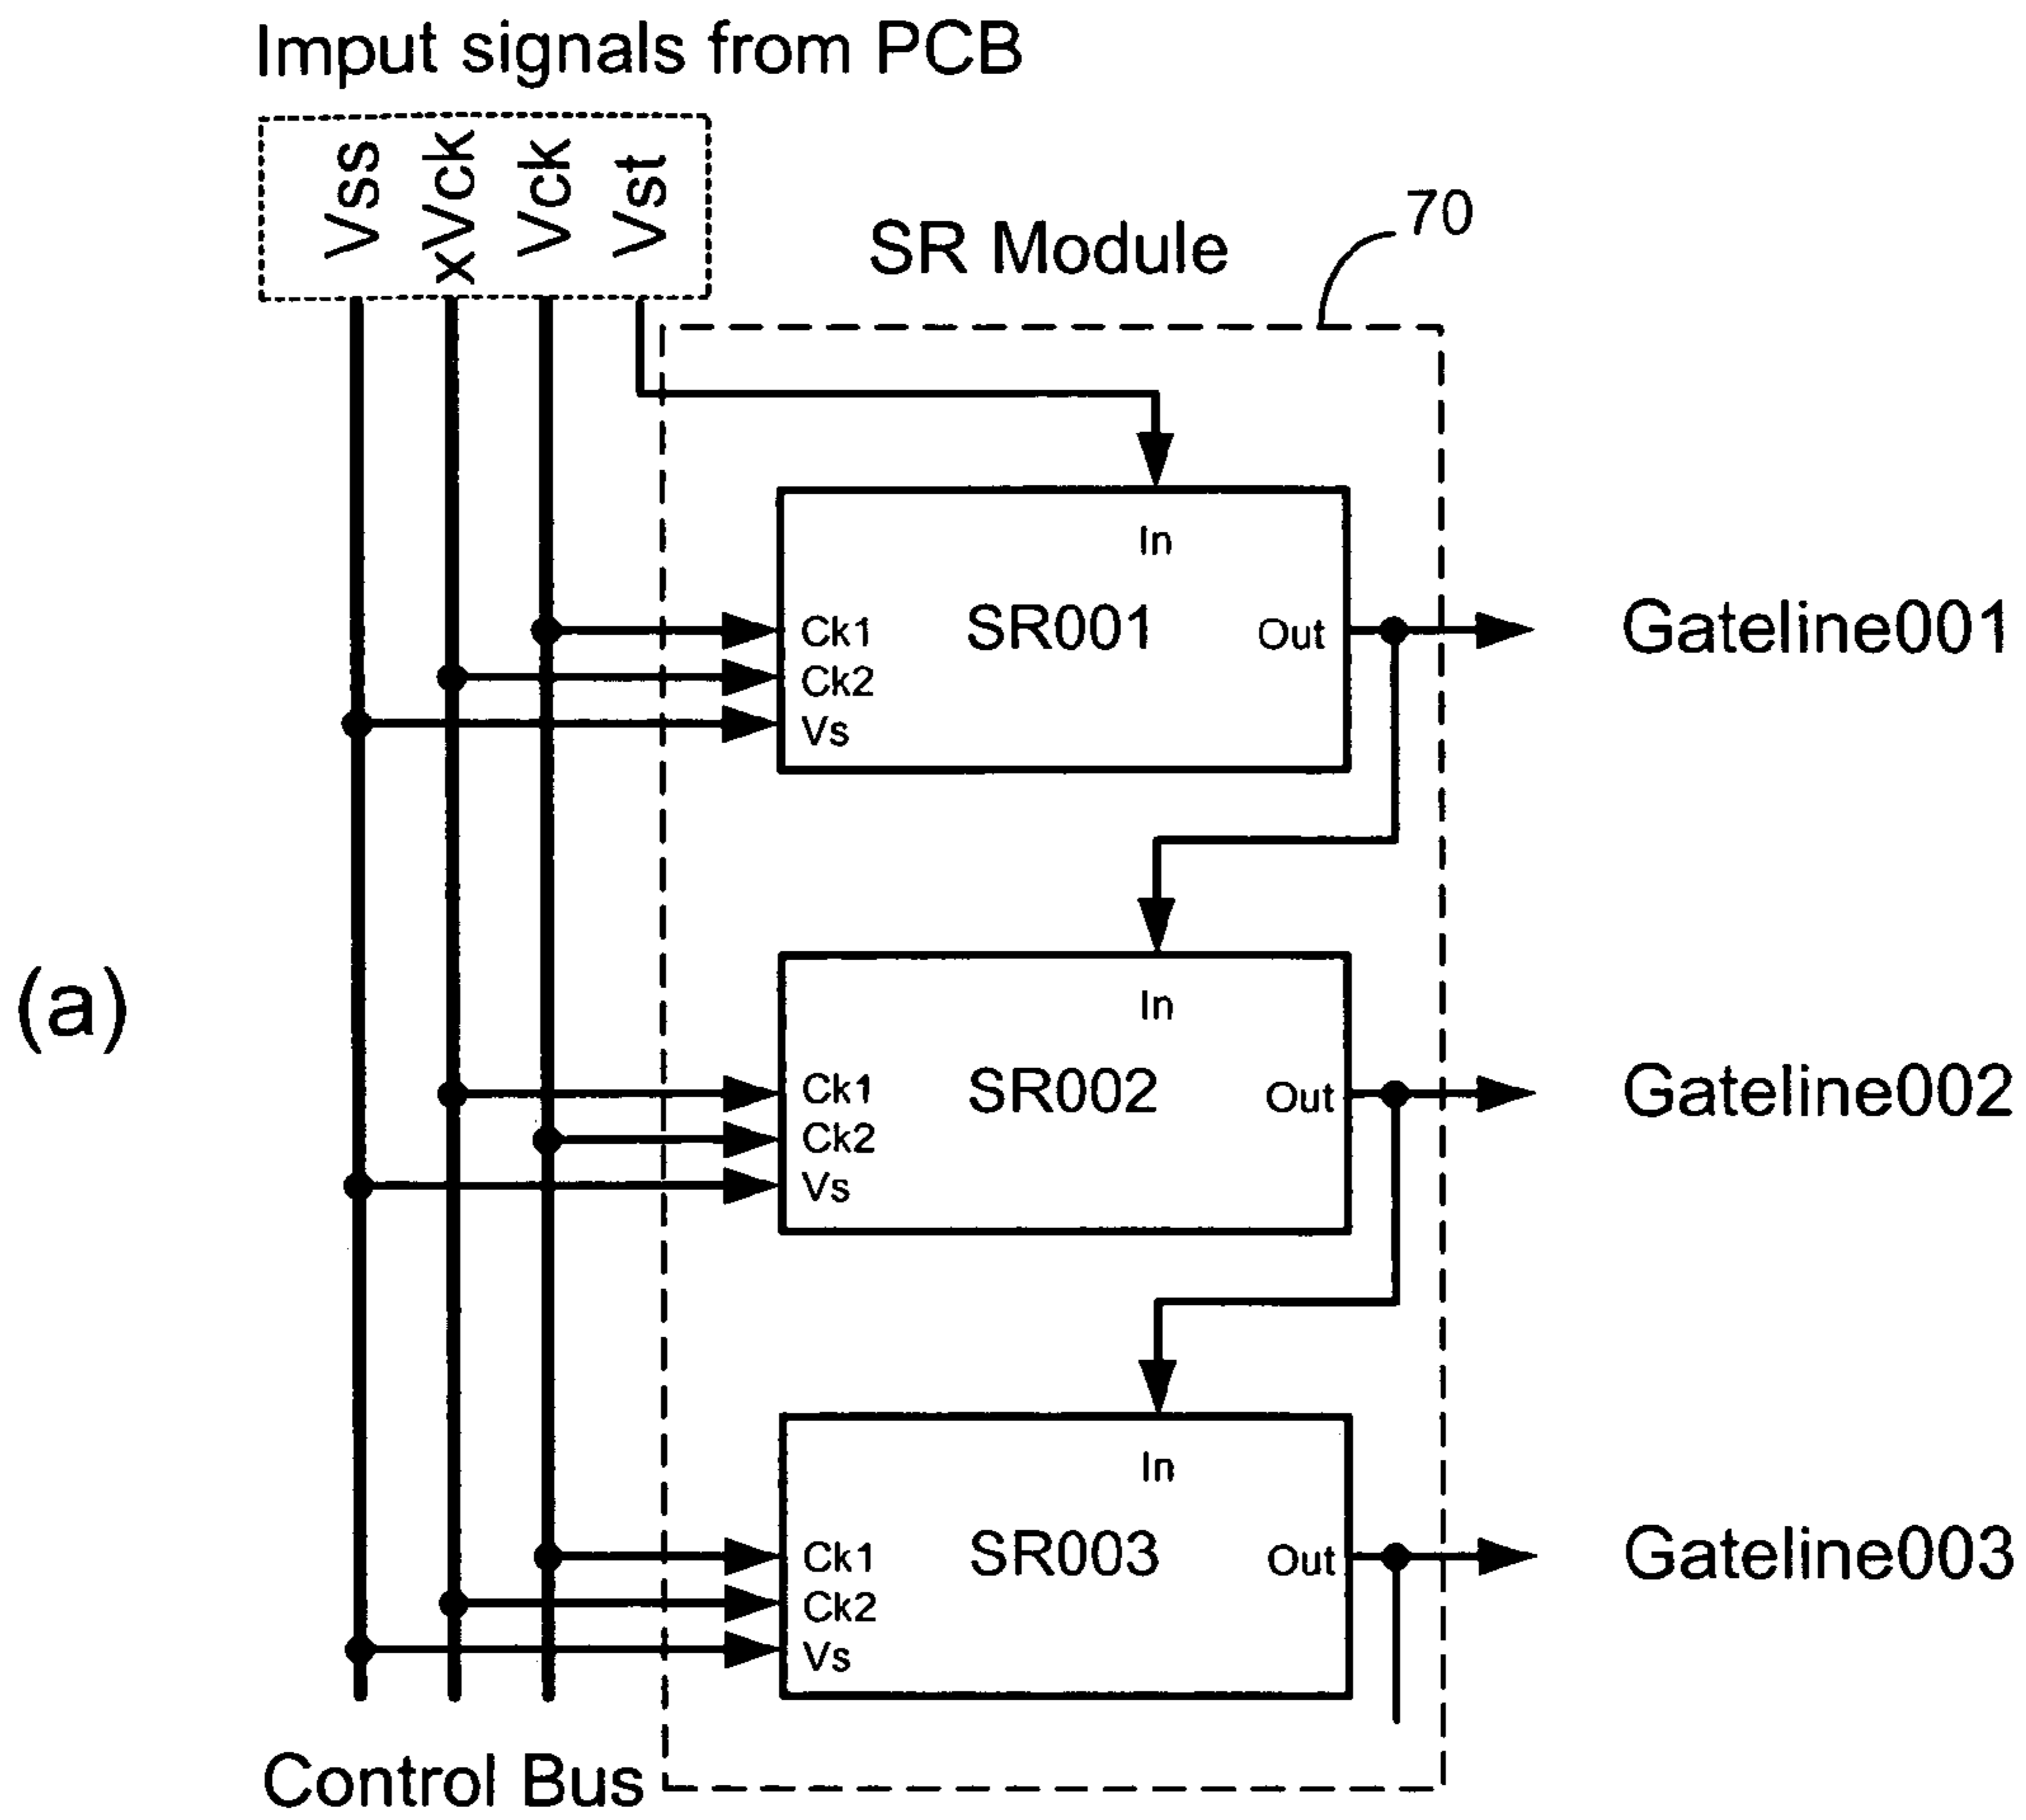 Imput signals from PCB
Vss
xVck
Vck
Vst
SR Module
70
In
Ck1
Ck2
Vs
SR001
Out
Gateline001
In
Ck1
Ck2
Vs
SR002
Out
Gateline002
(a)
In
Ck1
Ck2
Vs
SR003
Out
Gateline003
Control Bus